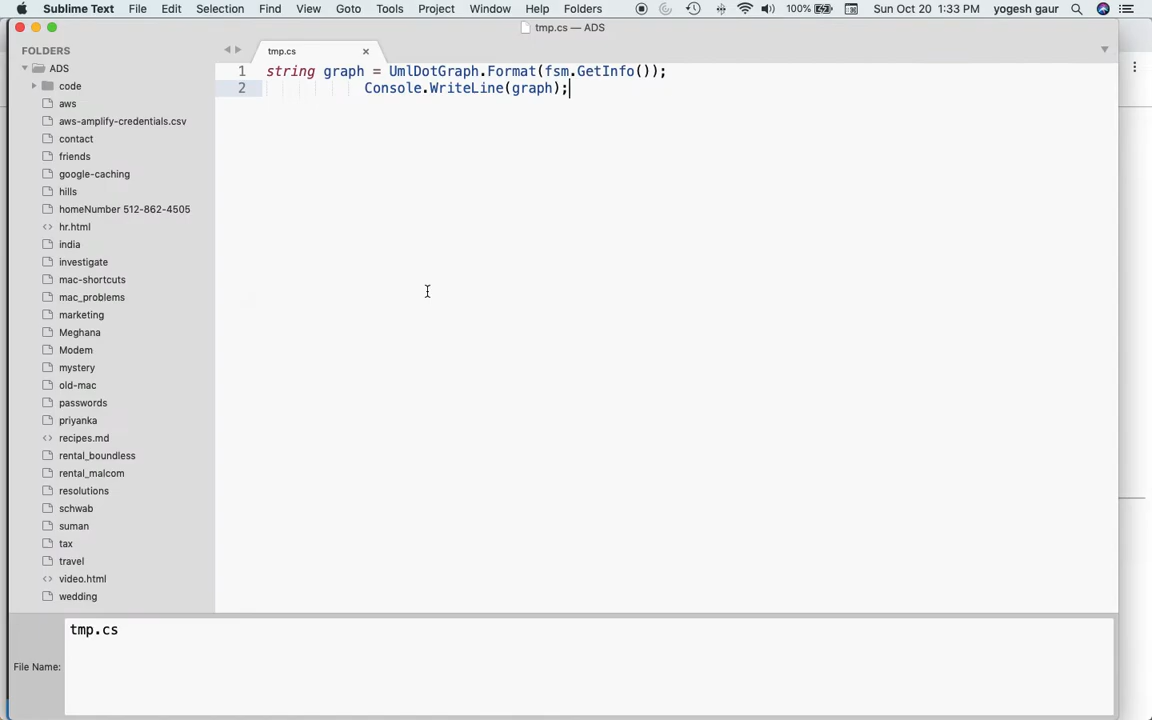 Sublime Text File Edit Selection Find View Goto Tools Project Window Help Folders 100% Sun Oct 20 1:33 PM yogesh gaur
tmp.cs — ADS
FOLDERS
ADS
code
aws
aws-amplify-credentials.csv
contact
friends
google-caching
hills
homeNumber 512-862-4505
hr.html
india
investigate
mac-shortcuts
mac_problems
marketing
Meghana
Modem
mystery
old-mac
passwords
priyanka
recipes.md
rental_boundless
rental_malcom
resolutions
schwab
suman
tax
travel
video.html
wedding
tmp.cs
1 string graph = UmlDotGraph.Format(fsm.GetInfo());
2 Console.WriteLine(graph);
File Name: tmp.cs